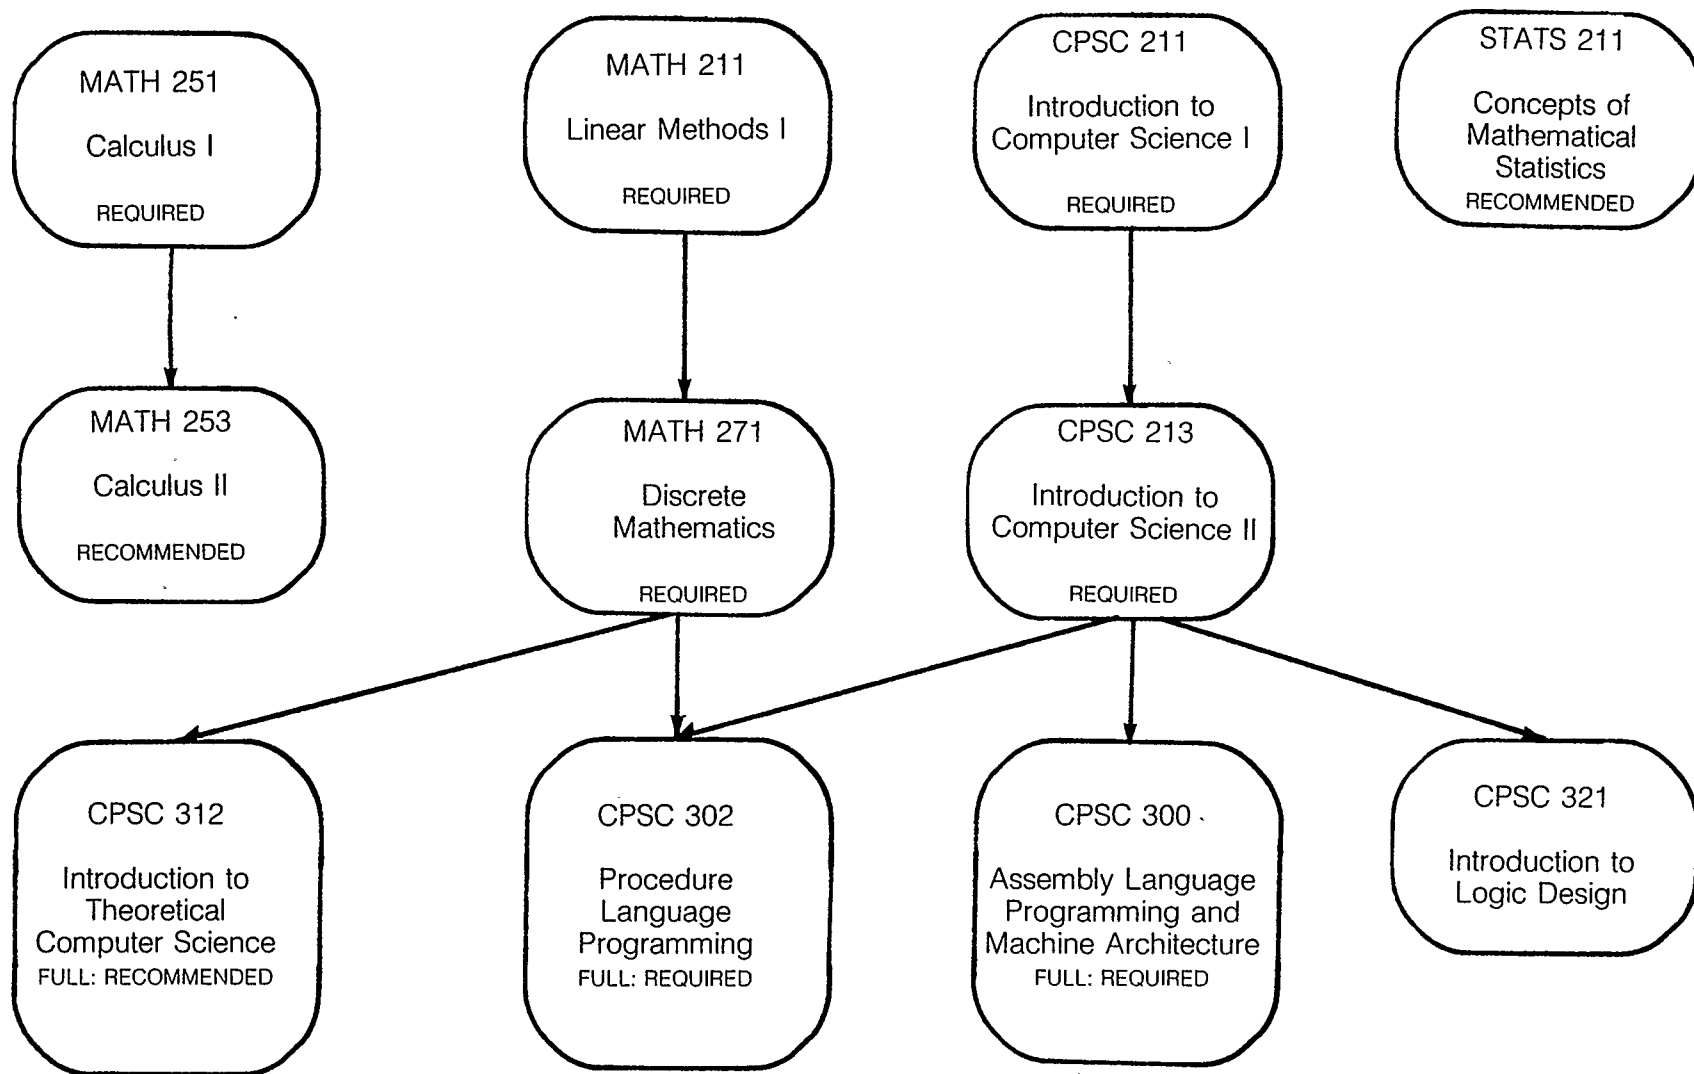 MATH 251
Calculus I
REQUIRED
MATH 211
Linear Methods I
REQUIRED
CPSC 211
Introduction to
Computer Science I
REQUIRED
STATS 211
Concepts of
Mathematical
Statistics
RECOMMENDED
MATH 253
Calculus II
RECOMMENDED
MATH 271
Discrete
Mathematics
REQUIRED
CPSC 213
Introduction to
Computer Science II
REQUIRED
CPSC 312
Introduction to
Theoretical
Computer Science
FULL: RECOMMENDED
CPSC 302
Procedure
Language
Programming
FULL: REQUIRED
CPSC 300
Assembly Language
Programming and
Machine Architecture
FULL: REQUIRED
CPSC 321
Introduction to
Logic Design